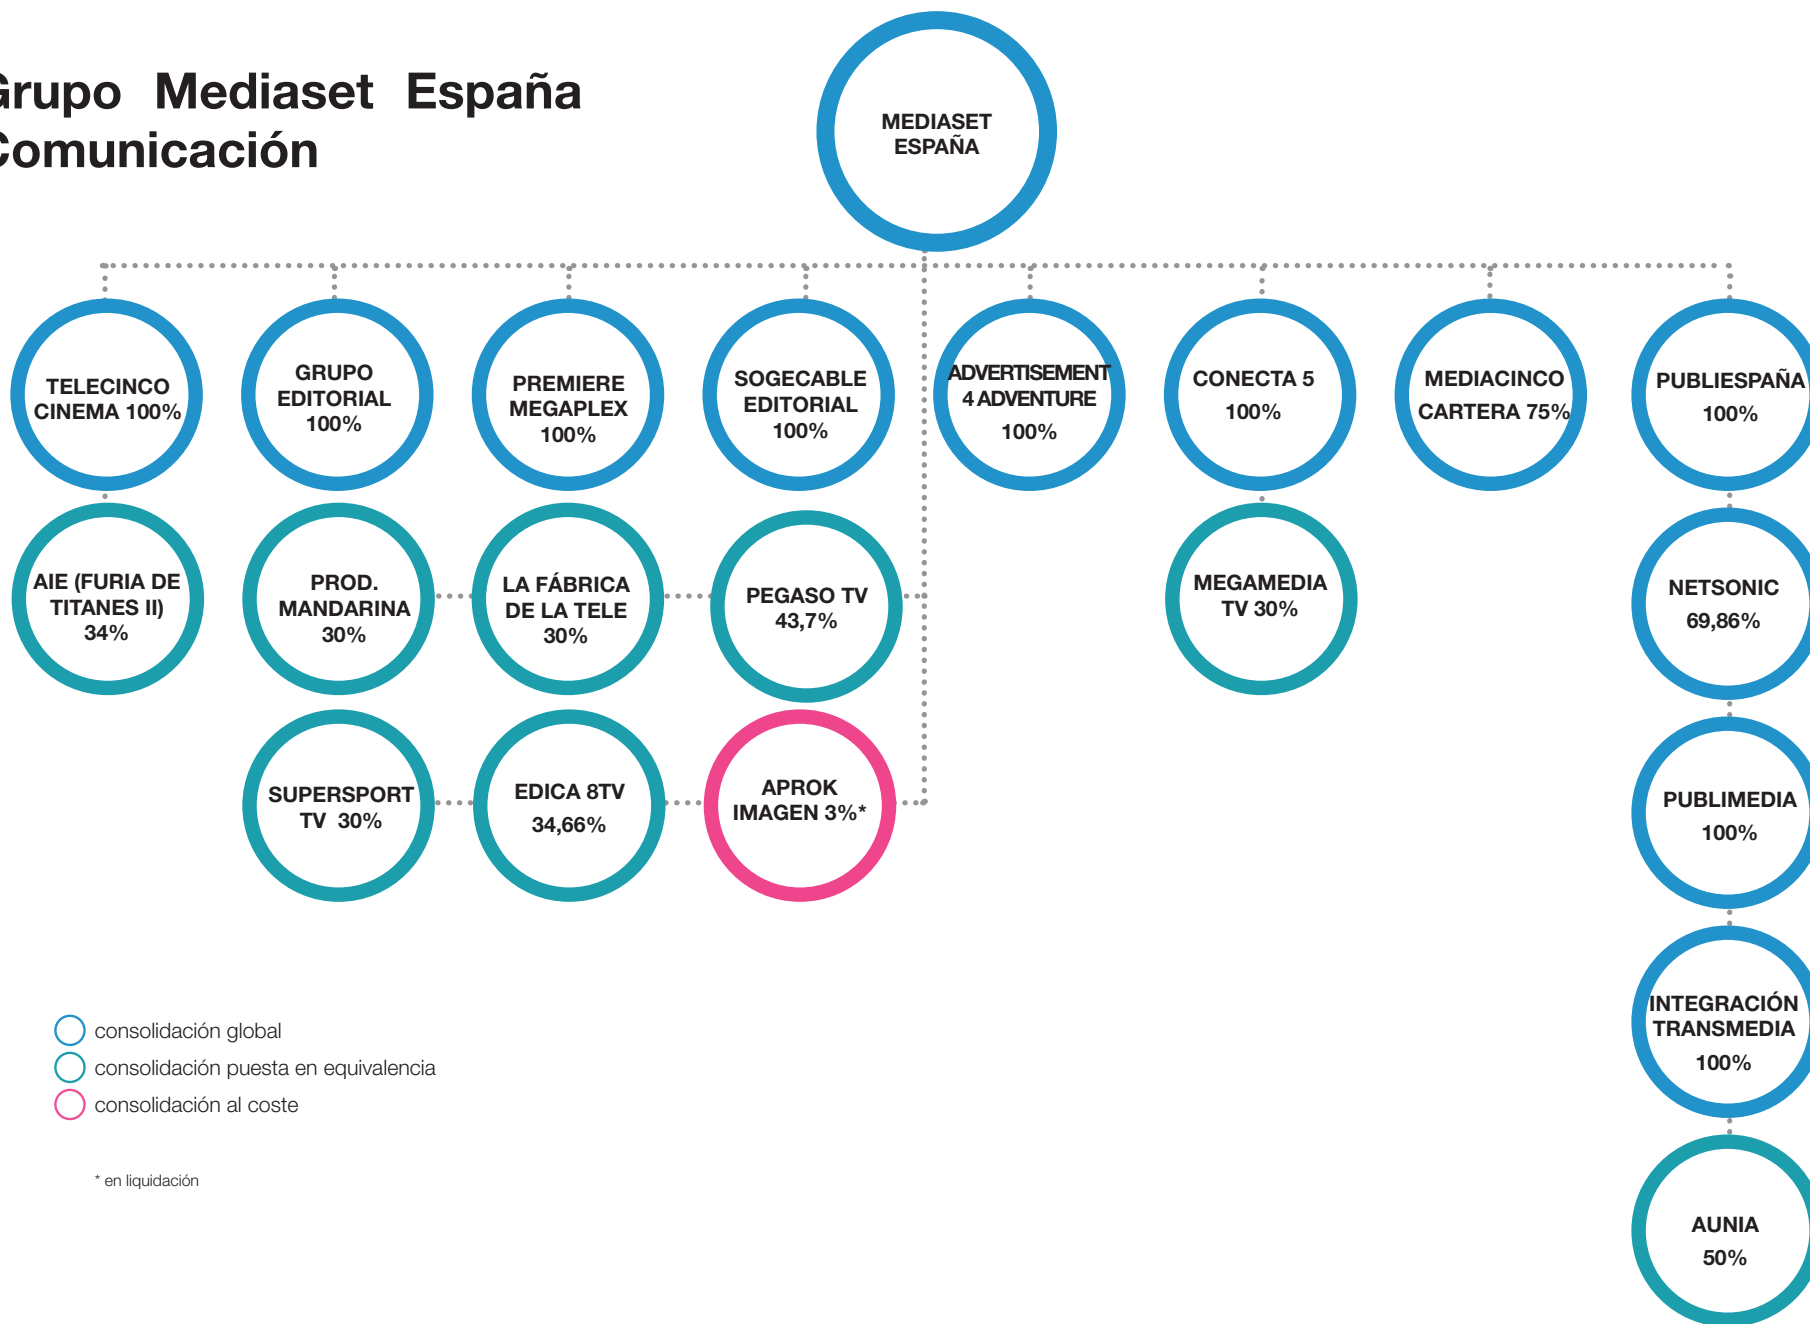 Grupo Mediaset España
Comunicación
MEDIASET
ESPAÑA
TELECINCO
CINEMA 100%
GRUPO
EDITORIAL
100%
PREMIERE
MEGAPLEX
100%
SOGECABLE
EDITORIAL
100%
ADVERTISEMENT
4 ADVENTURE
100%
CONECTA 5
100%
MEDIACINCO
CARTERA 75%
PUBLIESPAÑA
100%
AIE (FURIA DE
TITANES II)
34%
PROD.
MANDARINA
30%
LA FÁBRICA
DE LA TELE
30%
PEGASO TV
43,7%
MEGAMEDIA
TV 30%
NETSONIC
69,86%
SUPERSPORT
TV 30%
EDICA 8TV
34,66%
APROK
IMAGEN 3%*
PUBLIMEDIA
100%
INTEGRACIÓN
TRANSMEDIA
100%
AUNIA
50%
consolidación global
consolidación puesta en equivalencia
consolidación al coste
* en liquidación